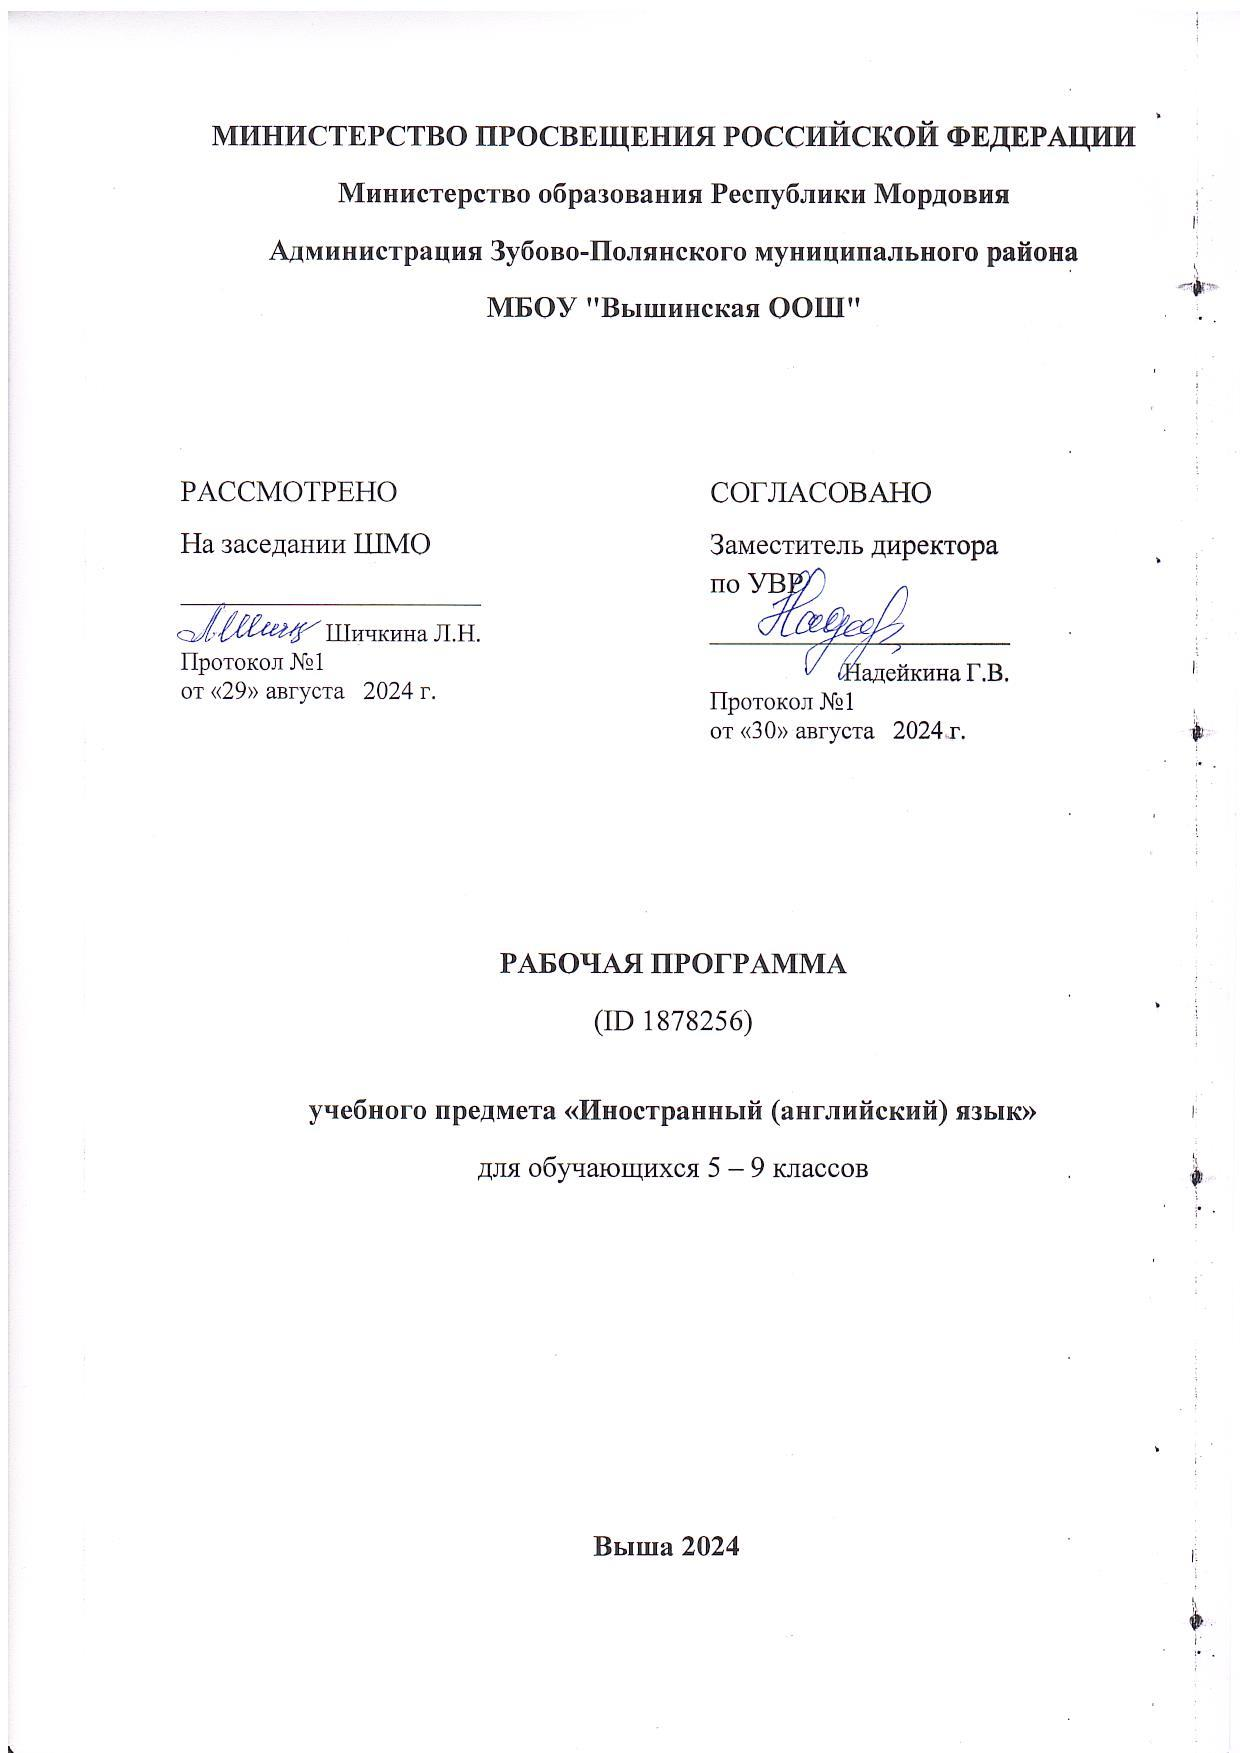 МИНИСТЕРСТВО ПРОСВЕЩЕНИЯ РОССИЙСКОЙ ФЕДЕРАЦИИ
Министерство образования Республики Мордовия
Администрация Зубово-Полянского муниципального района
МБОУ "Вышинская ООШ"
РАССМОТРЕНО
На заседании ШМО
Шичкина Л.Н.
Протокол №1
от «29» августа 2024 г.
СОГЛАСОВАНО
Заместитель директора
по УВР
Надейкина Г.В.
Протокол №1
от «30» августа 2024 г.
РАБОЧАЯ ПРОГРАММА
(ID 1878256)
учебного предмета «Иностранный (английский) язык»
для обучающихся 5 – 9 классов
Выша 2024